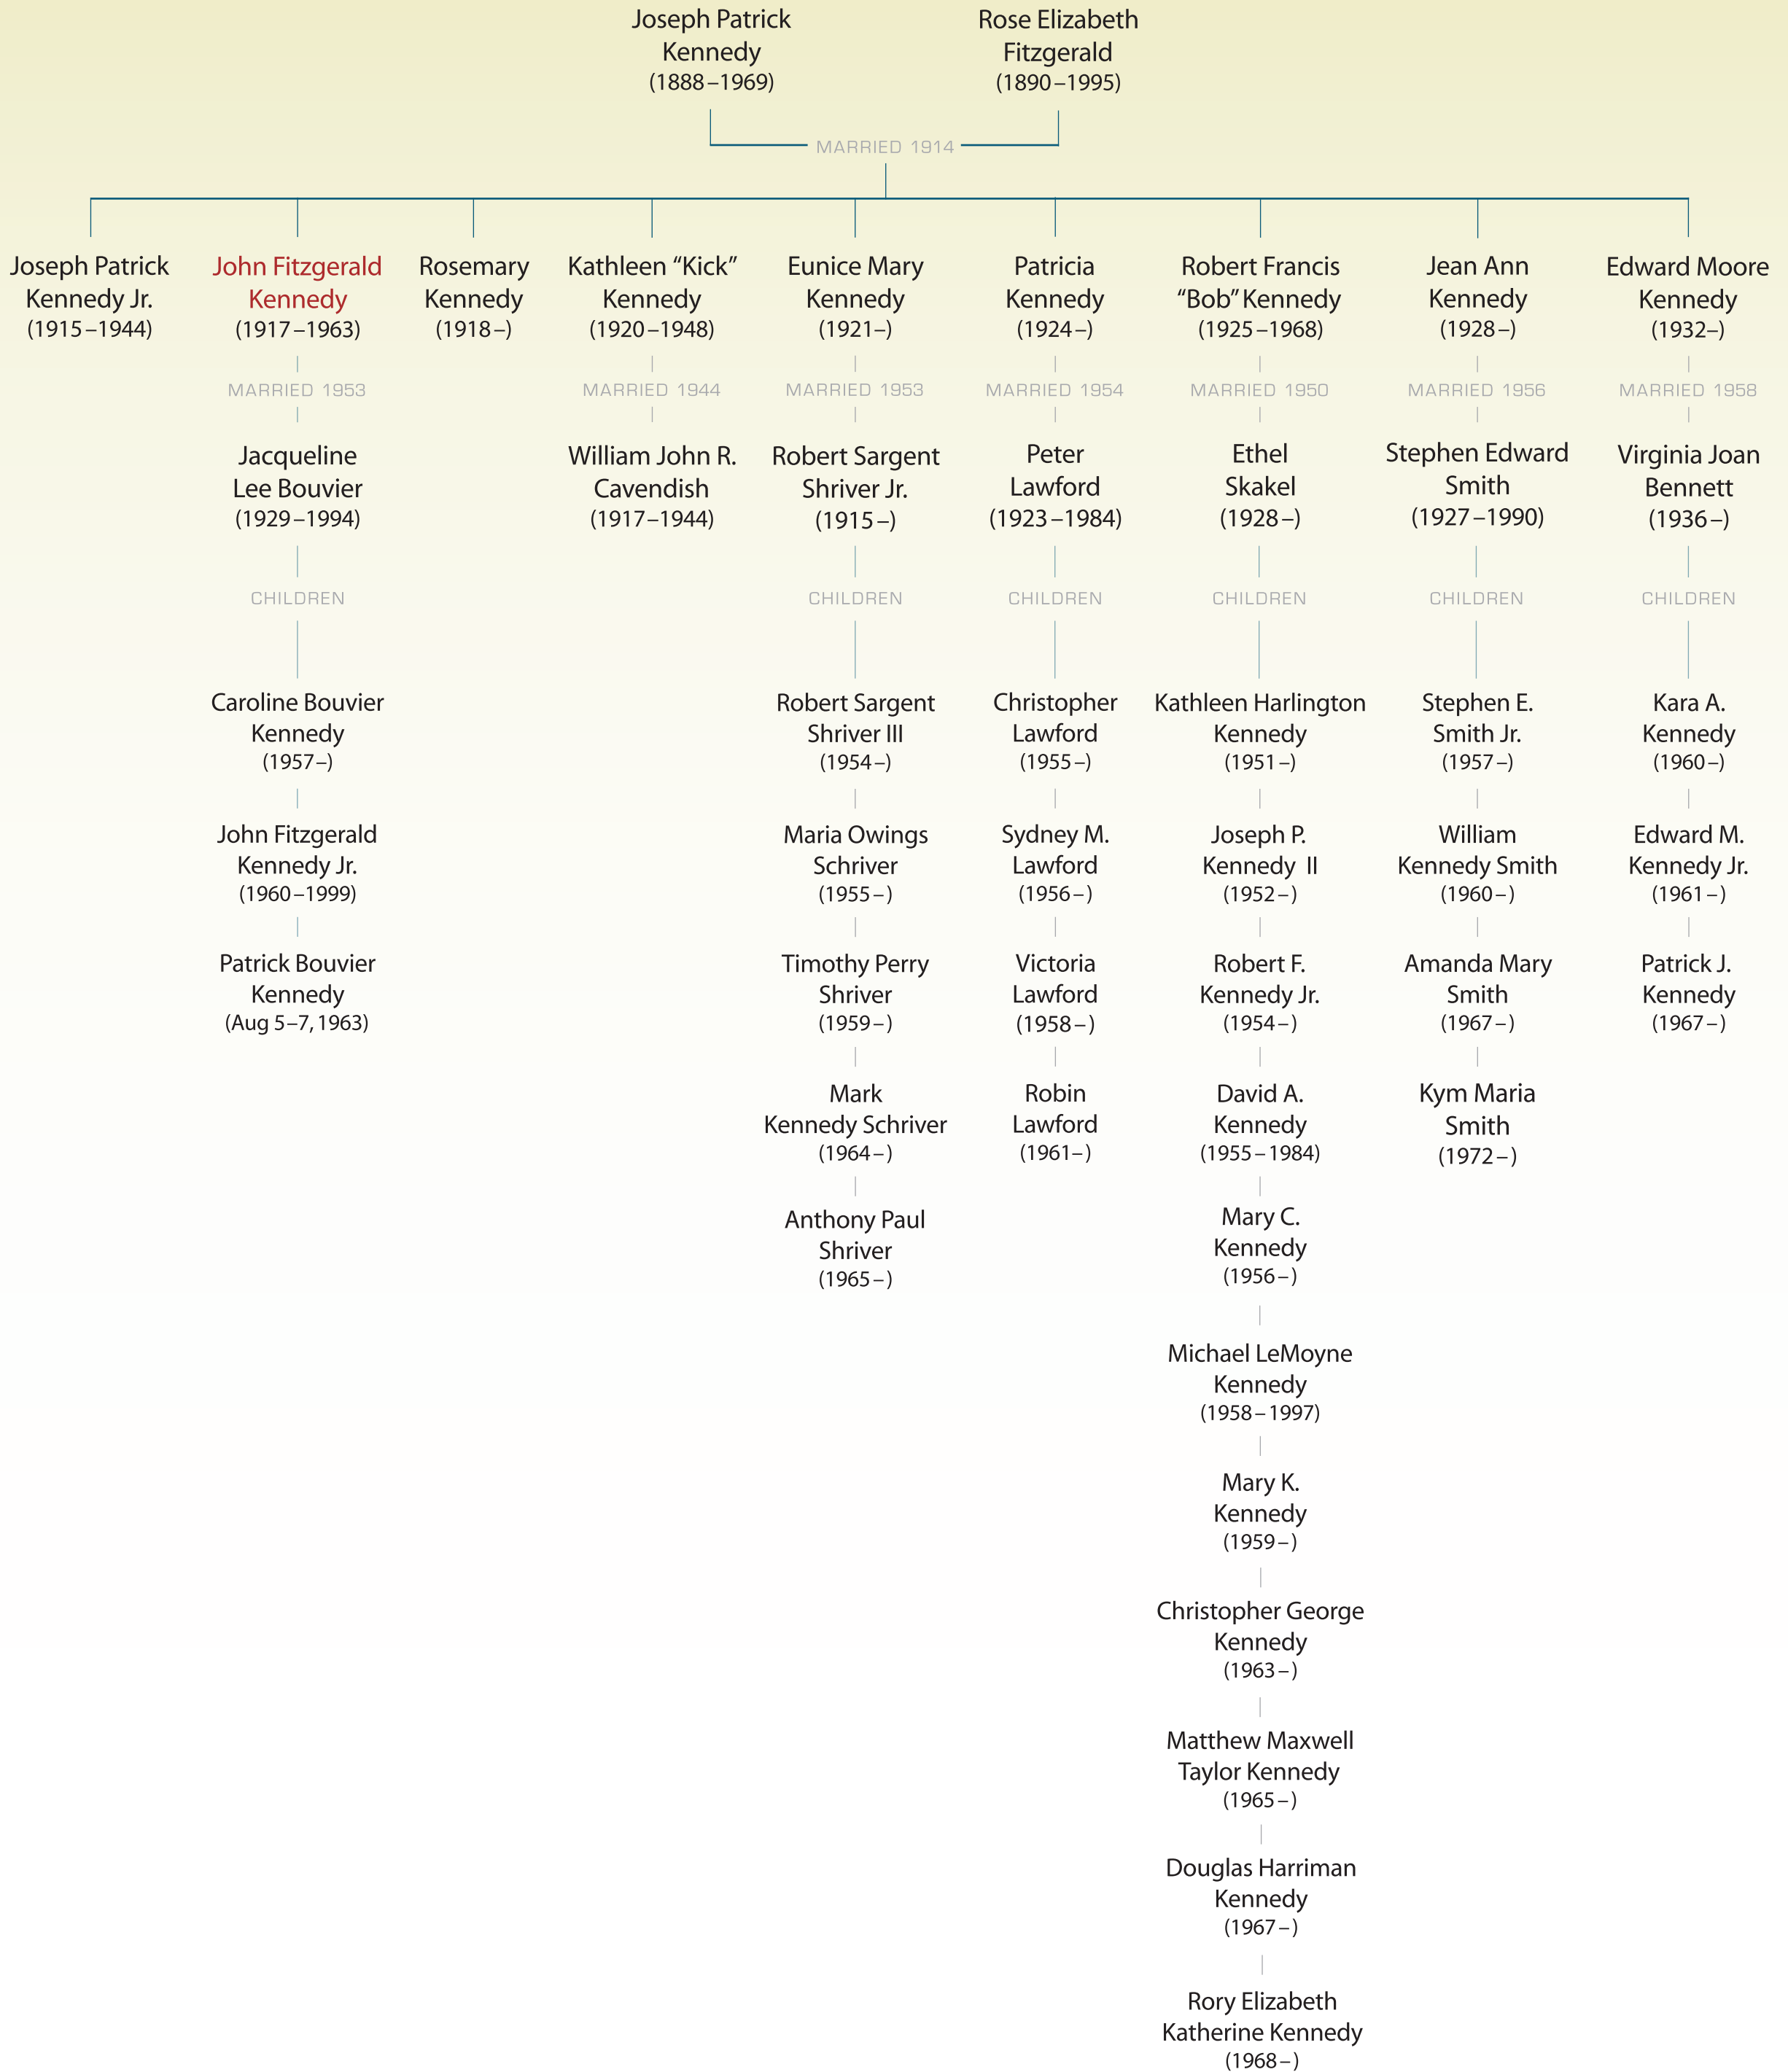 Joseph Patrick
Kennedy
(1888–1969)
Rose Elizabeth
Fitzgerald
(1890–1995)
MARRIED 1914
Joseph Patrick
Kennedy Jr.
(1915–1944)
John Fitzgerald
Kennedy
(1917–1963)
MARRIED 1953
Jacqueline
Lee Bouvier
(1929–1994)
CHILDREN
Caroline Bouvier
Kennedy
(1957–)
John Fitzgerald
Kennedy Jr.
(1960–1999)
Patrick Bouvier
Kennedy
(Aug 5–7, 1963)
Rosemary
Kennedy
(1918–)
Kathleen “Kick”
Kennedy
(1920–1948)
MARRIED 1944
William John R.
Cavendish
(1917–1944)
Eunice Mary
Kennedy
(1921–)
MARRIED 1953
Robert Sargent
Shriver Jr.
(1915–)
CHILDREN
Robert Sargent
Shriver III
(1954–)
Maria Owings
Schriver
(1955–)
Timothy Perry
Shriver
(1959–)
Mark
Kennedy Schriver
(1964–)
Anthony Paul
Shriver
(1965–)
Patricia
Kennedy
(1924–)
MARRIED 1954
Peter
Lawford
(1923–1984)
CHILDREN
Christopher
Lawford
(1955–)
Sydney M.
Lawford
(1956–)
Victoria
Lawford
(1958–)
Robin
Lawford
(1961–)
Robert Francis
“Bob” Kennedy
(1925–1968)
MARRIED 1950
Ethel
Skakel
(1928–)
CHILDREN
Kathleen Harlington
Kennedy
(1951–)
Joseph P.
Kennedy II
(1952–)
Robert F.
Kennedy Jr.
(1954–)
David A.
Kennedy
(1955–1984)
Mary C.
Kennedy
(1956–)
Michael LeMoyne
Kennedy
(1958–1997)
Mary K.
Kennedy
(1959–)
Christopher George
Kennedy
(1963–)
Matthew Maxwell
Taylor Kennedy
(1965–)
Douglas Harriman
Kennedy
(1967–)
Rory Elizabeth
Katherine Kennedy
(1968–)
Jean Ann
Kennedy
(1928–)
MARRIED 1956
Stephen Edward
Smith
(1927–1990)
CHILDREN
Stephen E.
Smith Jr.
(1957–)
William
Kennedy Smith
(1960–)
Amanda Mary
Smith
(1967–)
Kym Maria
Smith
(1972–)
Edward Moore
Kennedy
(1932–)
MARRIED 1958
Virginia Joan
Bennett
(1936–)
CHILDREN
Kara A.
Kennedy
(1960–)
Edward M.
Kennedy Jr.
(1961–)
Patrick J.
Kennedy
(1967–)